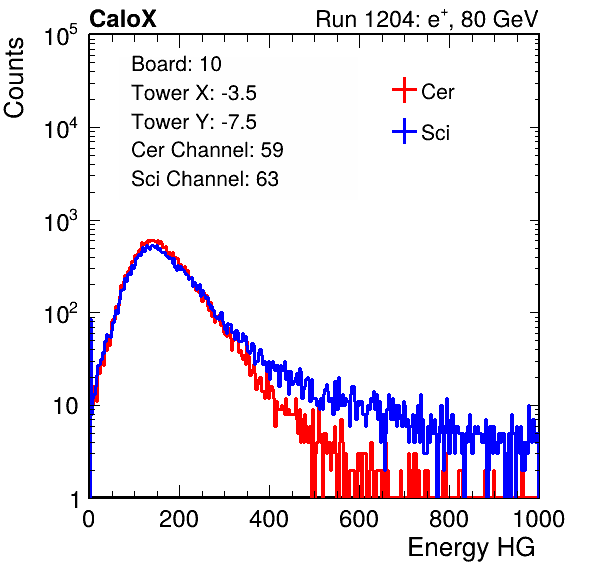 CaloX Run 1204: e⁺, 80 GeV
Counts
Board: 10
Tower X: -3.5
Tower Y: -7.5
Cer Channel: 59
Sci Channel: 63
Cer
Sci
10⁵
10⁴
10³
10²
10
1
0 200 400 600 800 1000
Energy HG